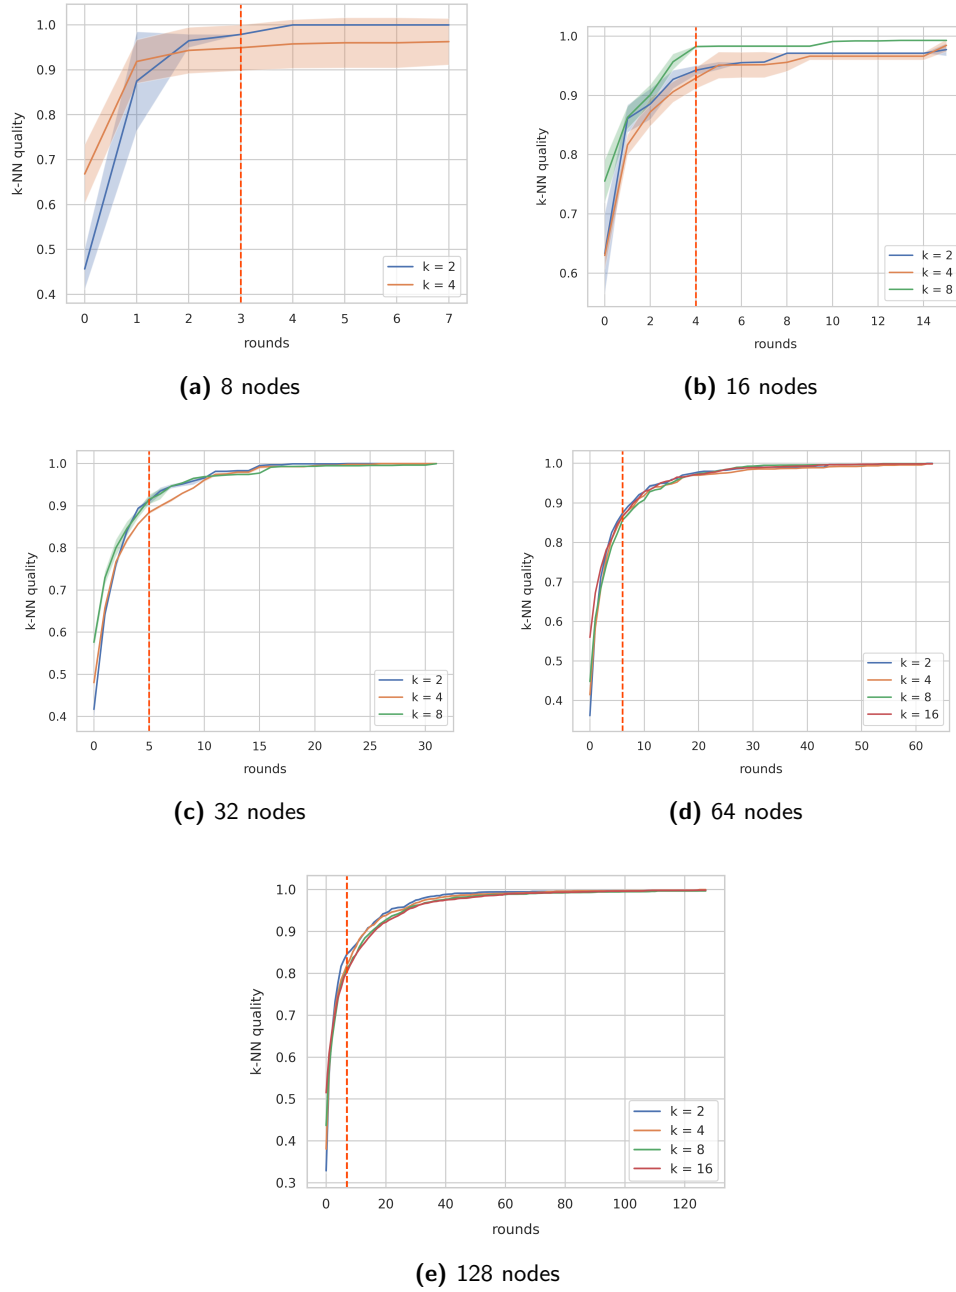 1.0
0.9
0.8
0.7
0.6
0.5
0.4
k-NN quality
0 1 2 3 4 5 6 7
rounds
k = 2
k = 4
(a) 8 nodes
1.0
0.9
0.8
0.7
0.6
k-NN quality
0 2 4 6 8 10 12 14
rounds
k = 2
k = 4
k = 8
(b) 16 nodes
1.0
0.9
0.8
0.7
0.6
0.5
0.4
k-NN quality
0 5 10 15 20 25 30
rounds
k = 2
k = 4
k = 8
(c) 32 nodes
1.0
0.9
0.8
0.7
0.6
0.5
0.4
k-NN quality
0 10 20 30 40 50 60
rounds
k = 2
k = 4
k = 8
k = 16
(d) 64 nodes
1.0
0.9
0.8
0.7
0.6
0.5
0.4
0.3
k-NN quality
0 20 40 60 80 100 120
rounds
k = 2
k = 4
k = 8
k = 16
(e) 128 nodes